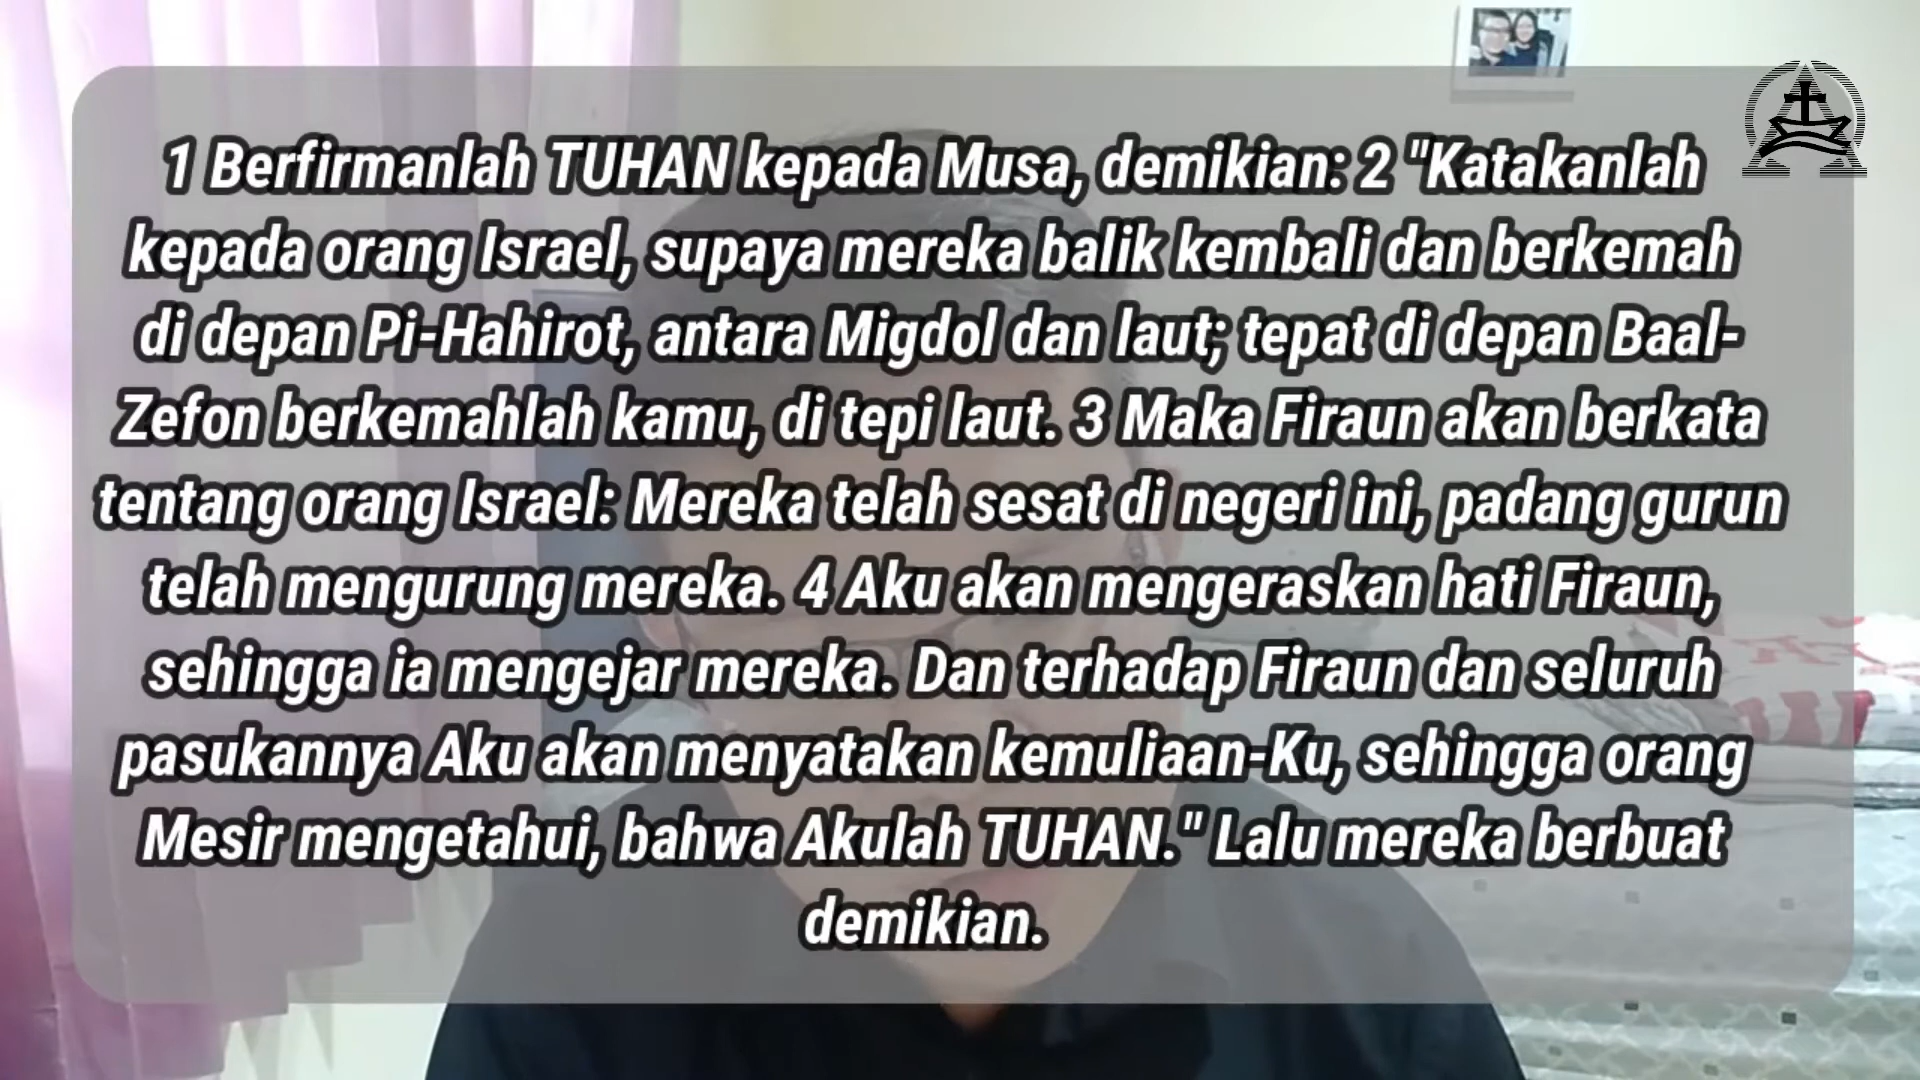 1 Berfirmanlah TUHAN kepada Musa, demikian: 2 "Katakanlah
kepada orang Israel, supaya mereka balik kembali dan berkemah
di depan Pi-Hahirot, antara Migdol dan laut; tepat di depan Baal-
Zefon berkemahlah kamu, di tepi laut. 3 Maka Firaun akan berkata
tentang orang Israel: Mereka telah sesat di negeri ini, padang gurun
telah mengurung mereka. 4 Aku akan mengeraskan hati Firaun,
sehingga ia mengejar mereka. Dan terhadap Firaun dan seluruh
pasukannya Aku akan menyatakan kemuliaan-Ku, sehingga orang
Mesir mengetahui, bahwa Akulah TUHAN." Lalu mereka berbuat
demikian.